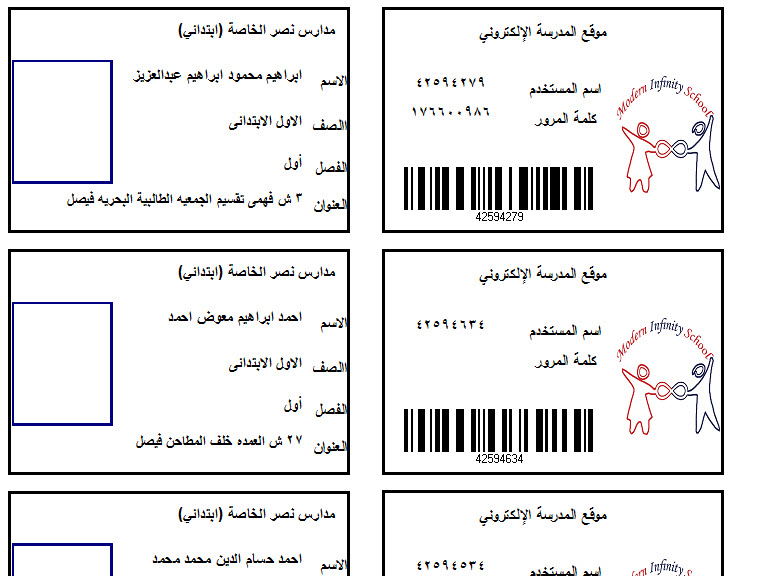 مدارس نصر الخاصة (ابتدائي)
الاسم ابراهيم محمود ابراهيم عبدالعزيز
الصف الاول الابتدائى
الفصل أول
العنوان ٣ ش فهمى تقسيم الجمعيه الطالبية البحريه فيصل
موقع المدرسة الإلكتروني
اسم المستخدم ٤٢٥٩٤٢٧٩
كلمة المرور ١٧٦٦٠٠٩٨٦
Modern Infinity School
42594279
مدارس نصر الخاصة (ابتدائي)
الاسم احمد ابراهيم معوض احمد
الصف الاول الابتدائى
الفصل أول
العنوان ٢٧ ش العمده خلف المطاحن فيصل
موقع المدرسة الإلكتروني
اسم المستخدم ٤٢٥٩٤٦٣٤
كلمة المرور
Modern Infinity School
42594634
مدارس نصر الخاصة (ابتدائي)
الاسم احمد حسام الدين محمد محمد
موقع المدرسة الإلكتروني
اسم المستخدم ٤٢٥٩٤٥٣٤
Modern Infinity School